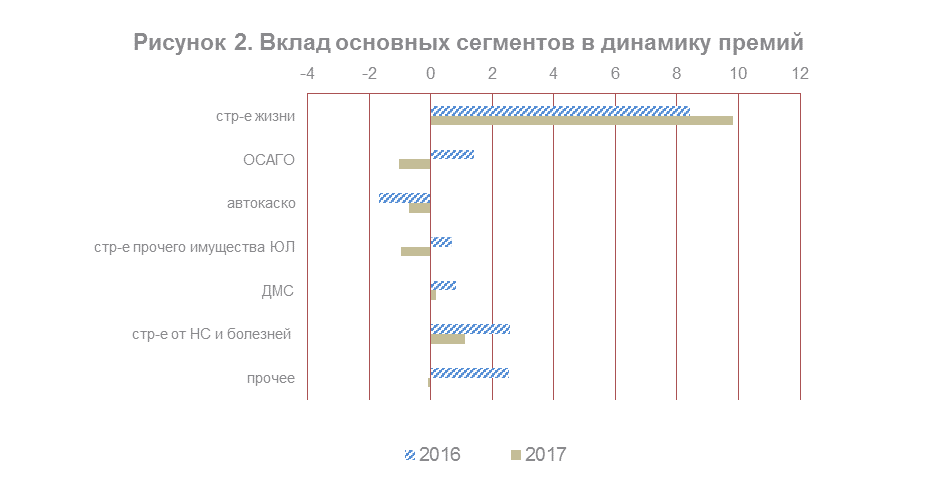 Рисунок 2. Вклад основных сегментов в динамику премий
-4 -2 0 2 4 6 8 10 12
стр-е жизни
ОСАГО
автокаско
стр-е прочего имущества ЮЛ
ДМС
стр-е от НС и болезней
прочее
2016 2017